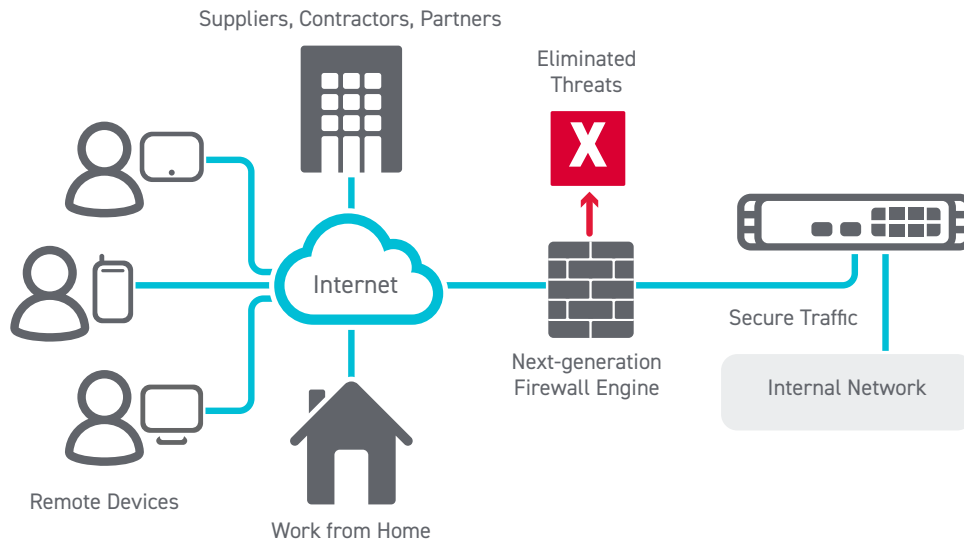 Suppliers, Contractors, Partners
Eliminated
Threats
X
Internet
Secure Traffic
Next-generation
Firewall Engine
Internal Network
Remote Devices
Work from Home